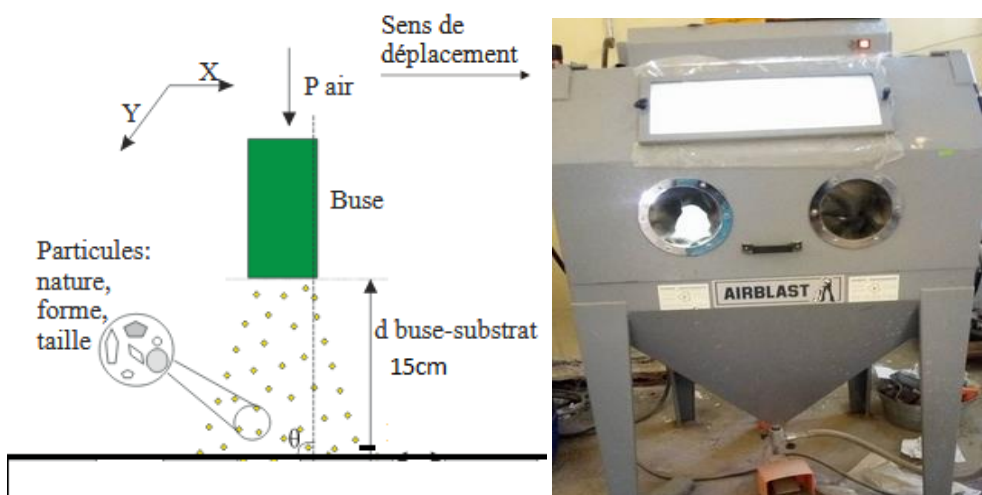 Sens de
déplacement
X
P air
Y
Buse
Particules:
nature,
forme,
taille
d buse-substrat
15cm
θ
AIRBLAST